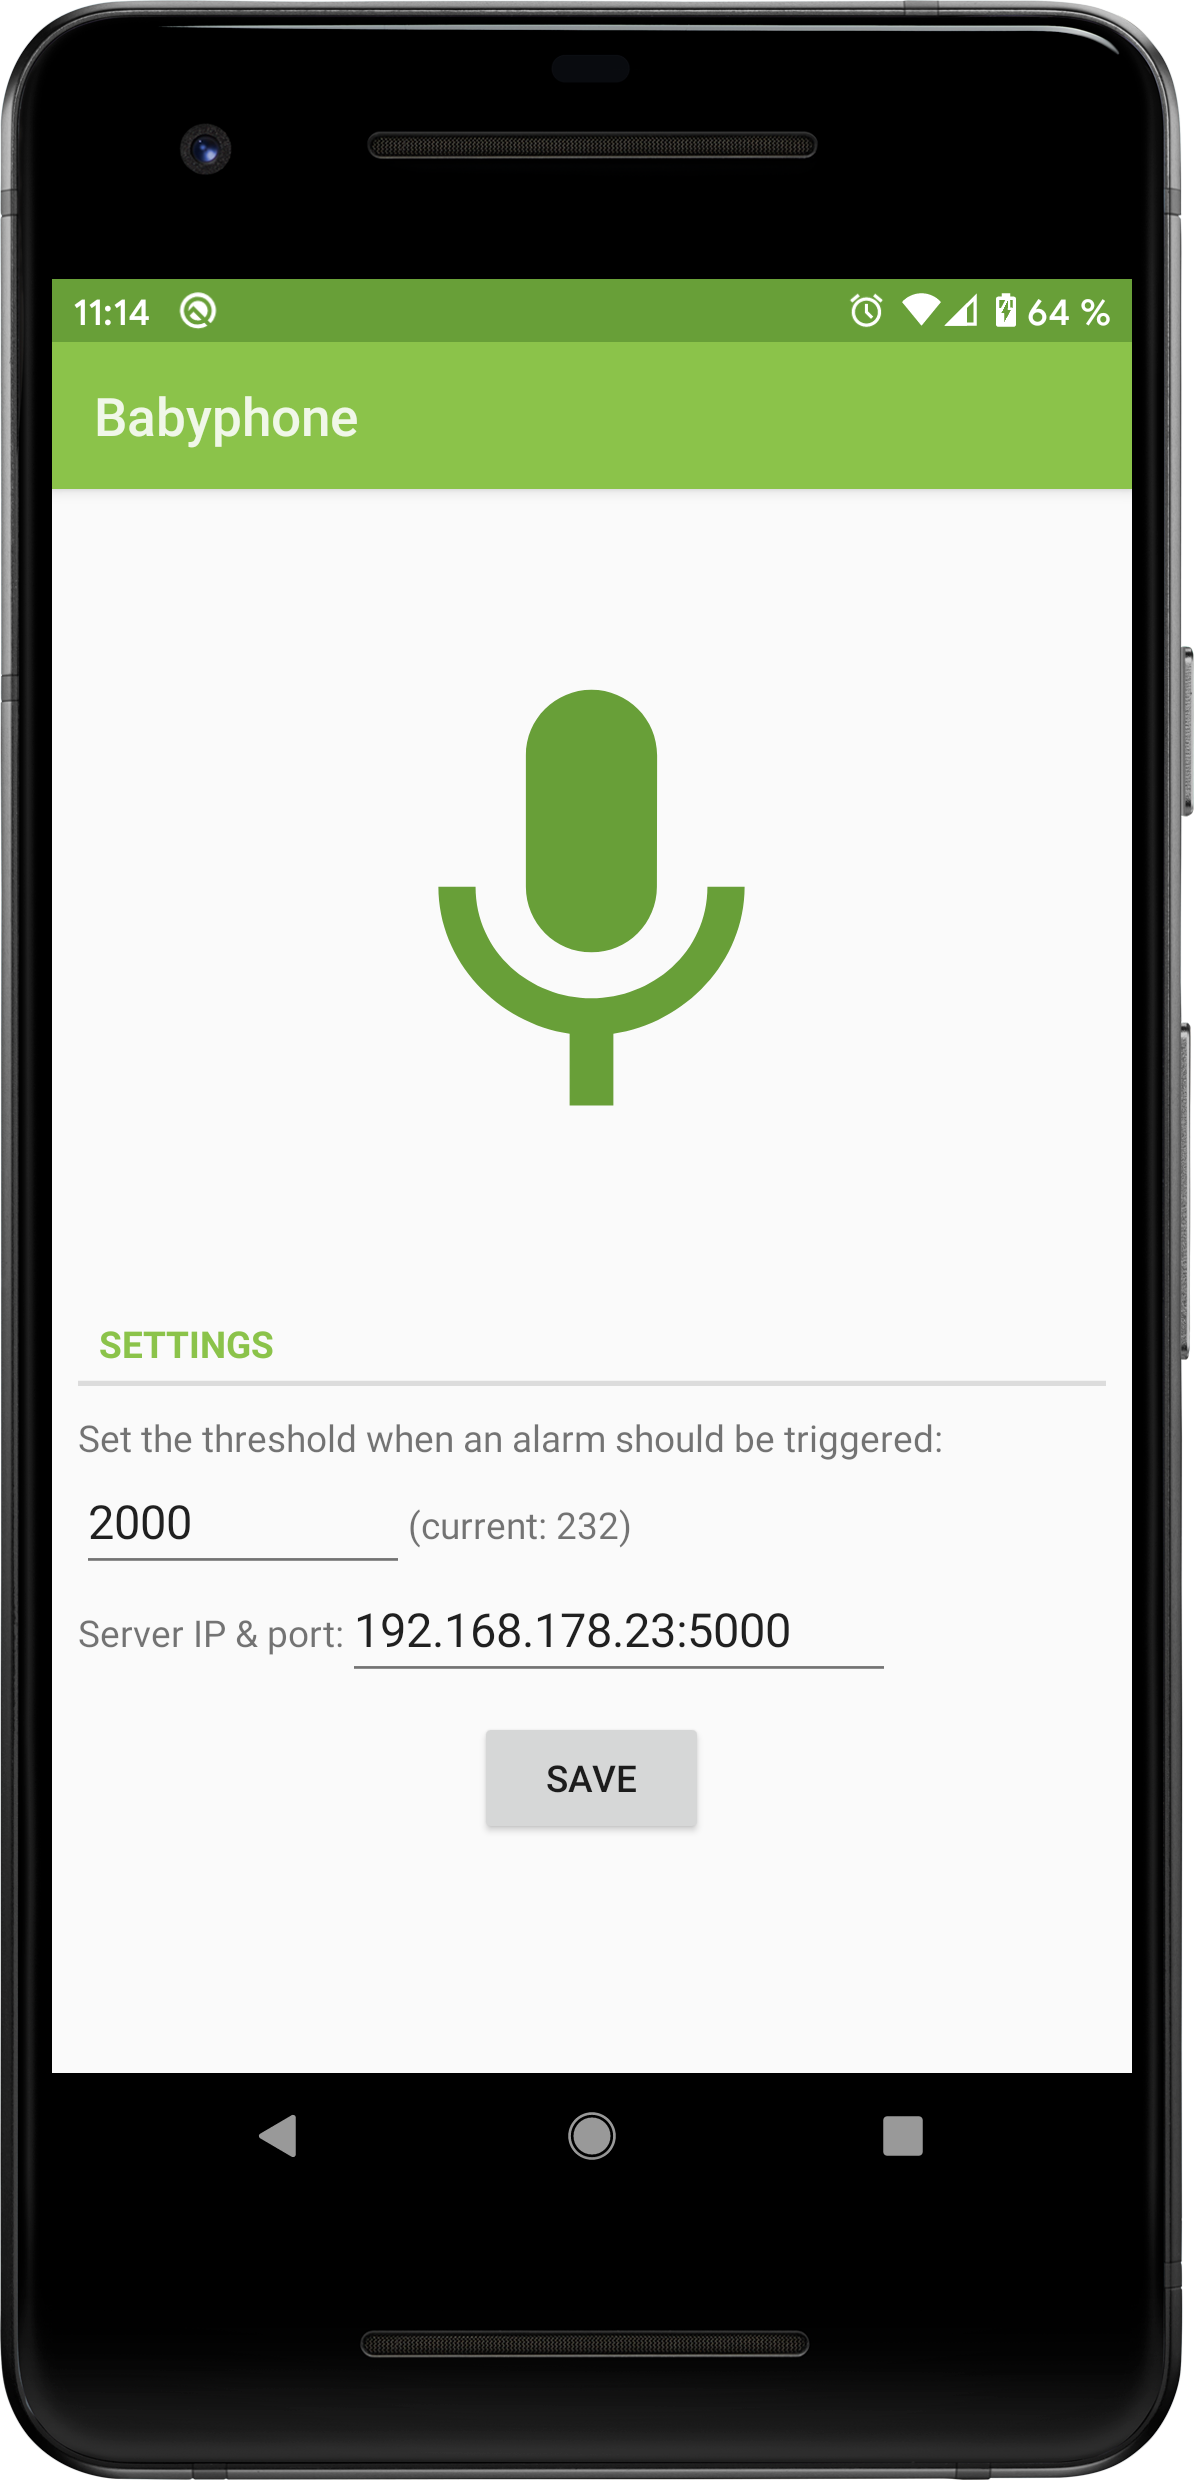 11:14 64 %
Babyphone
SETTINGS
Set the threshold when an alarm should be triggered:
2000 (current: 232)
Server IP & port: 192.168.178.23:5000
SAVE